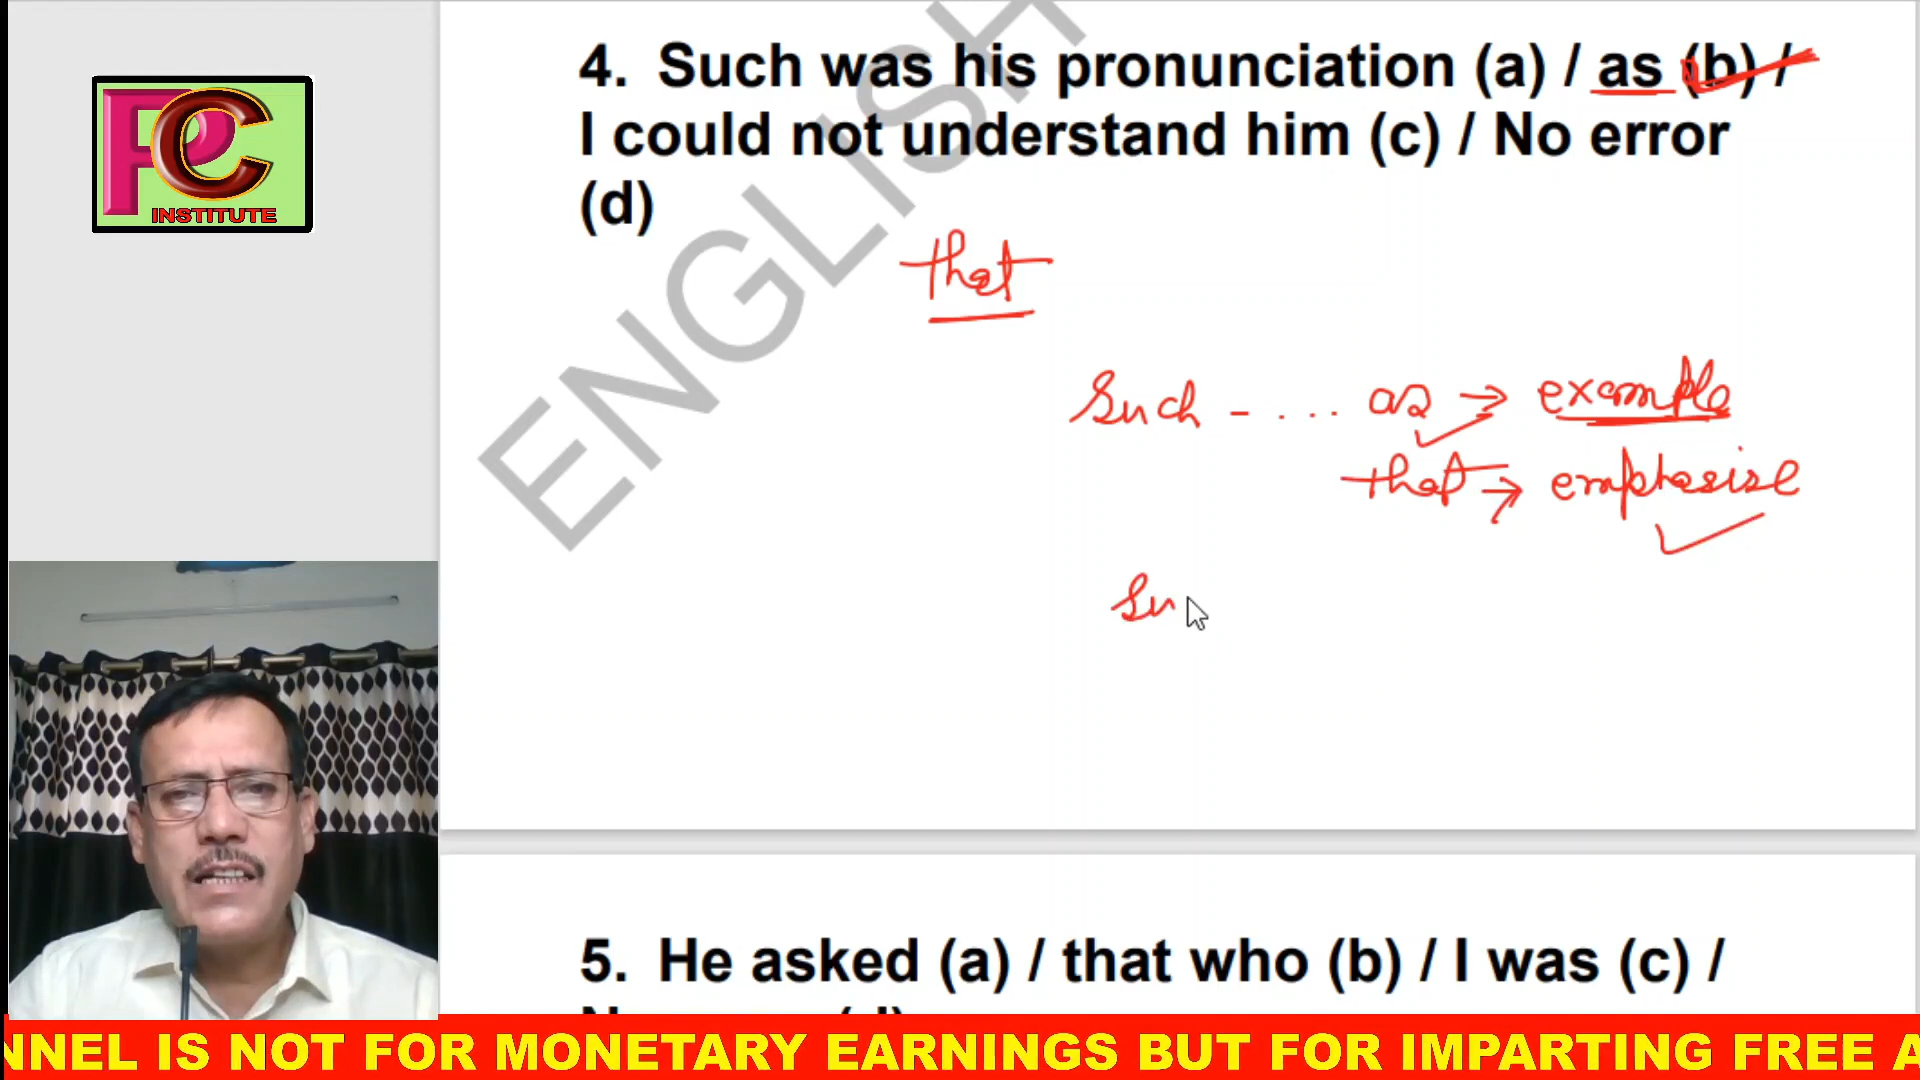 PC
INSTITUTE
4. Such was his pronunciation (a) / as (b) /
I could not understand him (c) / No error
(d)
ENGLISH
that
Such - . ... as → example
that → emphasise
Su
5. He asked (a) / that who (b) / I was (c) /
NNEL IS NOT FOR MONETARY EARNINGS BUT FOR IMPARTING FREE A